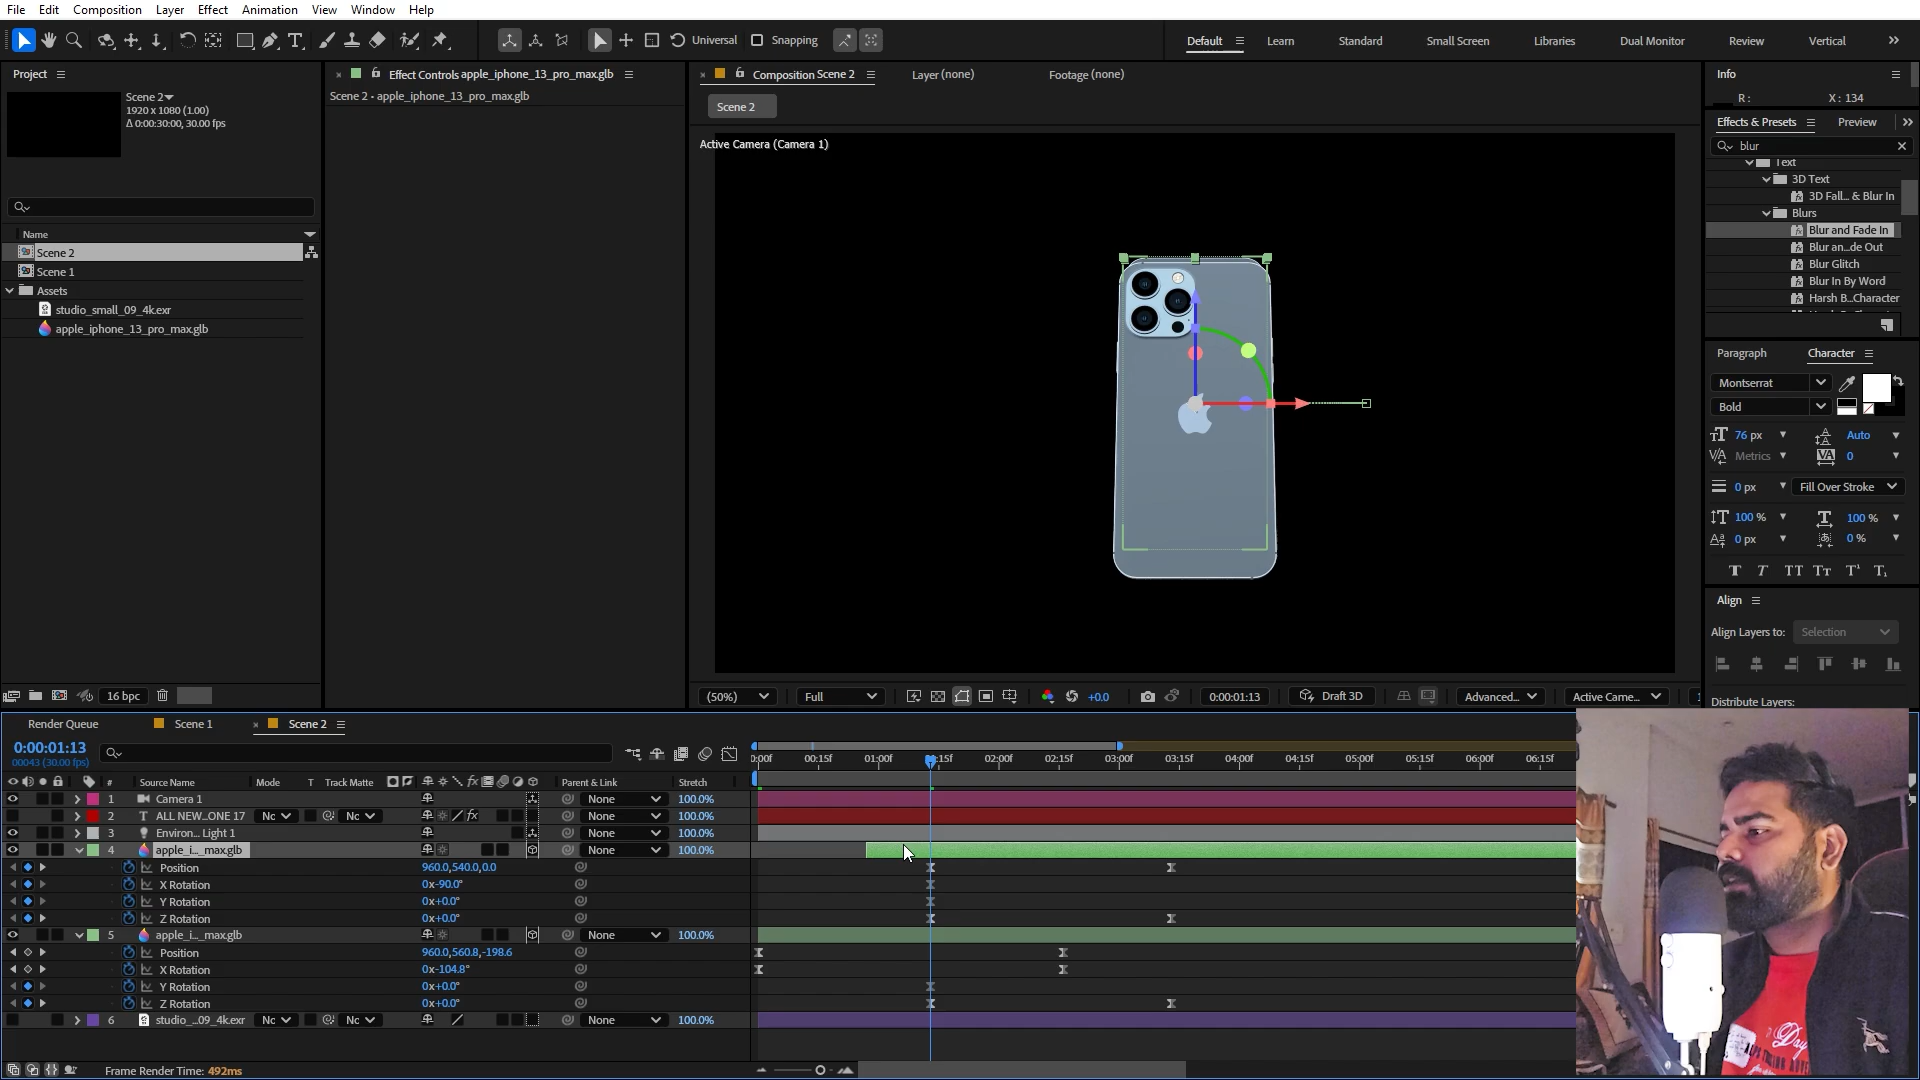 File Edit Composition Layer Effect Animation View Window Help
Universal Snapping Default Learn Standard Small Screen Libraries Dual Monitor Review Vertical
Project
Effect Controls apple_iphone_13_pro_max.glb
Composition Scene 2 Layer (none) Footage (none)
Info
Scene 2
1920 x 1080 (1.00)
Δ 0:00:30:00, 30.00 fps
Scene 2 • apple_iphone_13_pro_max.glb
Scene 2
R: X: 134
Effects & Presets Preview
blur
Active Camera (Camera 1)
Text
3D Text
3D Fall... & Blur In
Blurs
Blur and Fade In
Blur an...de Out
Blur Glitch
Blur In By Word
Harsh B...Character
Name
Scene 2
Scene 1
Assets
studio_small_09_4k.exr
apple_iphone_13_pro_max.glb
Paragraph Character
Montserrat
Bold
76 px Auto
Metrics 0
0 px Fill Over Stroke
100 % 100 %
0 px 0 %
T T TT Tt T¹ T₁
Align
Align Layers to: Selection
Distribute Layers:
16 bpc
(50%) Full +0.0 0:00:01:13 Draft 3D Advanced... Active Came... 1
Render Queue Scene 1 Scene 2
0:00:01:13
00043 (30.00 fps)
0:00f 00:15f 01:00f :15f 02:00f 02:15f 03:00f 03:15f 04:00f 04:15f 05:00f 05:15f 06:00f 06:15f
# Source Name Mode T Track Matte Parent & Link Stretch
1 Camera 1 None 100.0%
2 ALL NEW...ONE 17 Nc Nc None 100.0%
3 Environ... Light 1 None 100.0%
4 apple_i..._max.glb None 100.0%
Position 960.0,540.0,0.0
X Rotation 0x-90.0°
Y Rotation 0x+0.0°
Z Rotation 0x+0.0°
5 apple_i..._max.glb None 100.0%
Position 960.0,560.8,-198.6
X Rotation 0x-104.8°
Y Rotation 0x+0.0°
Z Rotation 0x+0.0°
6 studio_...09_4k.exr Nc Nc None 100.0%
Frame Render Time: 492ms